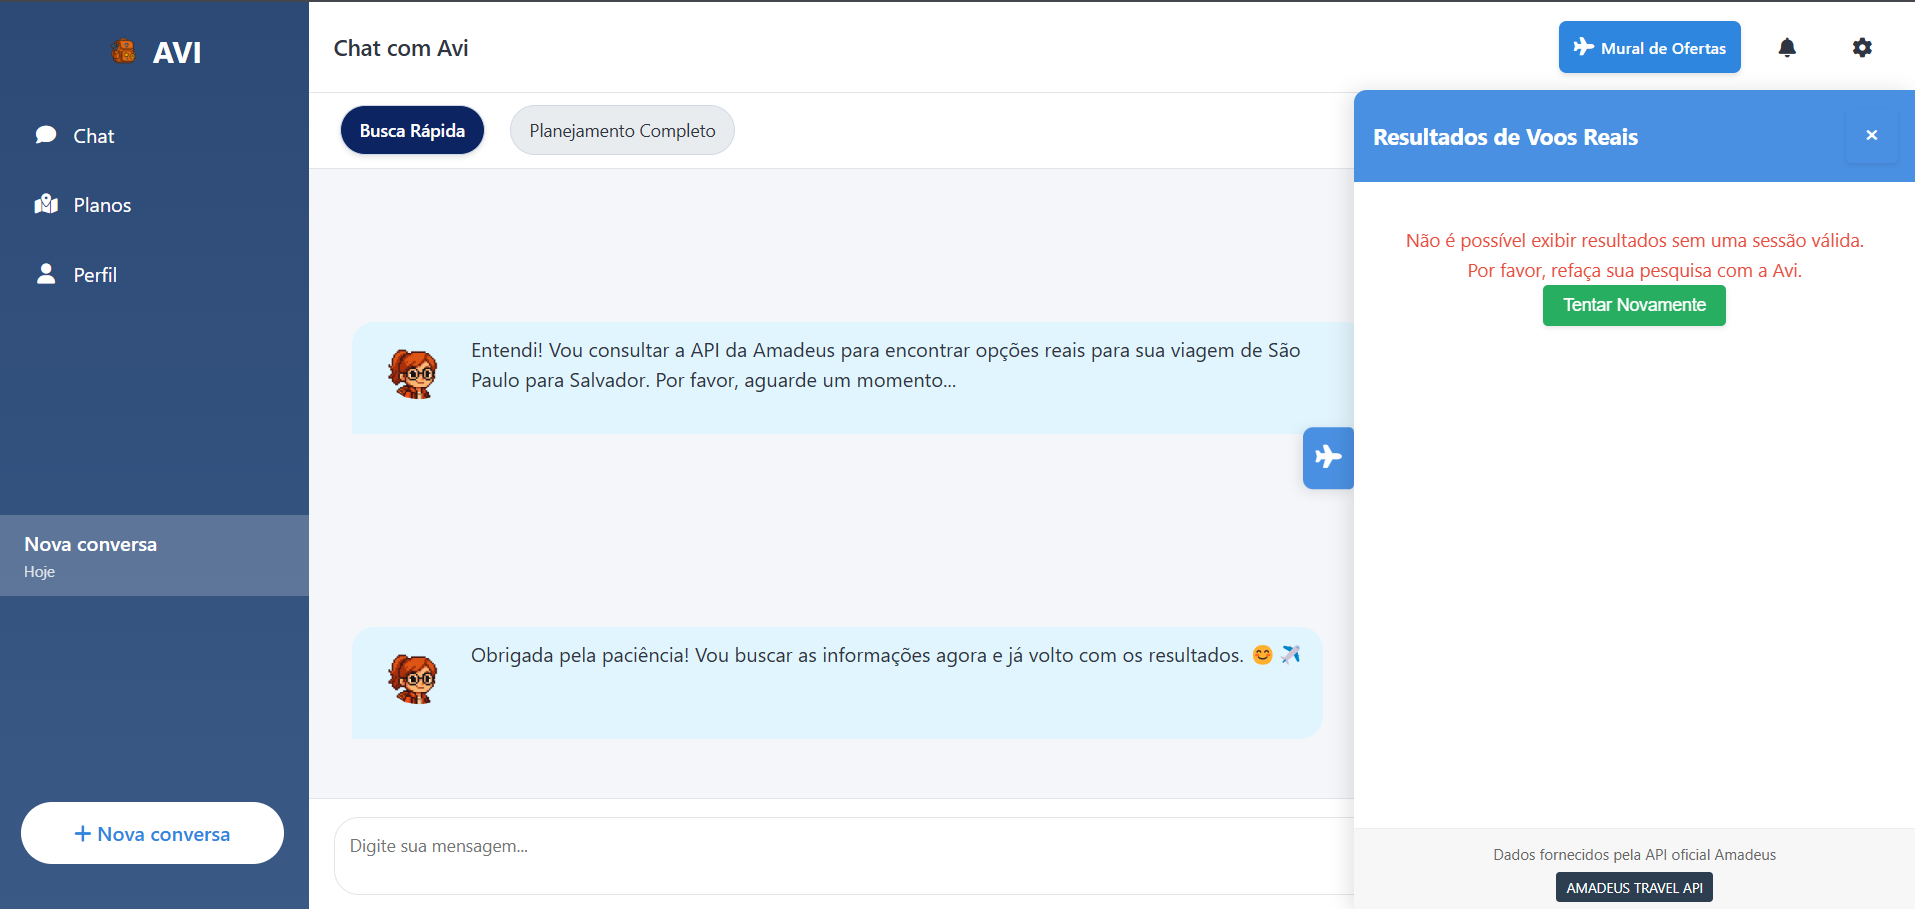 AVI
Chat
Planos
Perfil
Nova conversa
Hoje
Nova conversa
Chat com Avi
Mural de Ofertas
Busca Rápida
Planejamento Completo
Entendi! Vou consultar a API da Amadeus para encontrar opções reais para sua viagem de São
Paulo para Salvador. Por favor, aguarde um momento...
Obrigada pela paciência! Vou buscar as informações agora e já volto com os resultados. 😊 ✈️
Digite sua mensagem...
Resultados de Voos Reais
×
Não é possível exibir resultados sem uma sessão válida.
Por favor, refaça sua pesquisa com a Avi.
Tentar Novamente
Dados fornecidos pela API oficial Amadeus
AMADEUS TRAVEL API